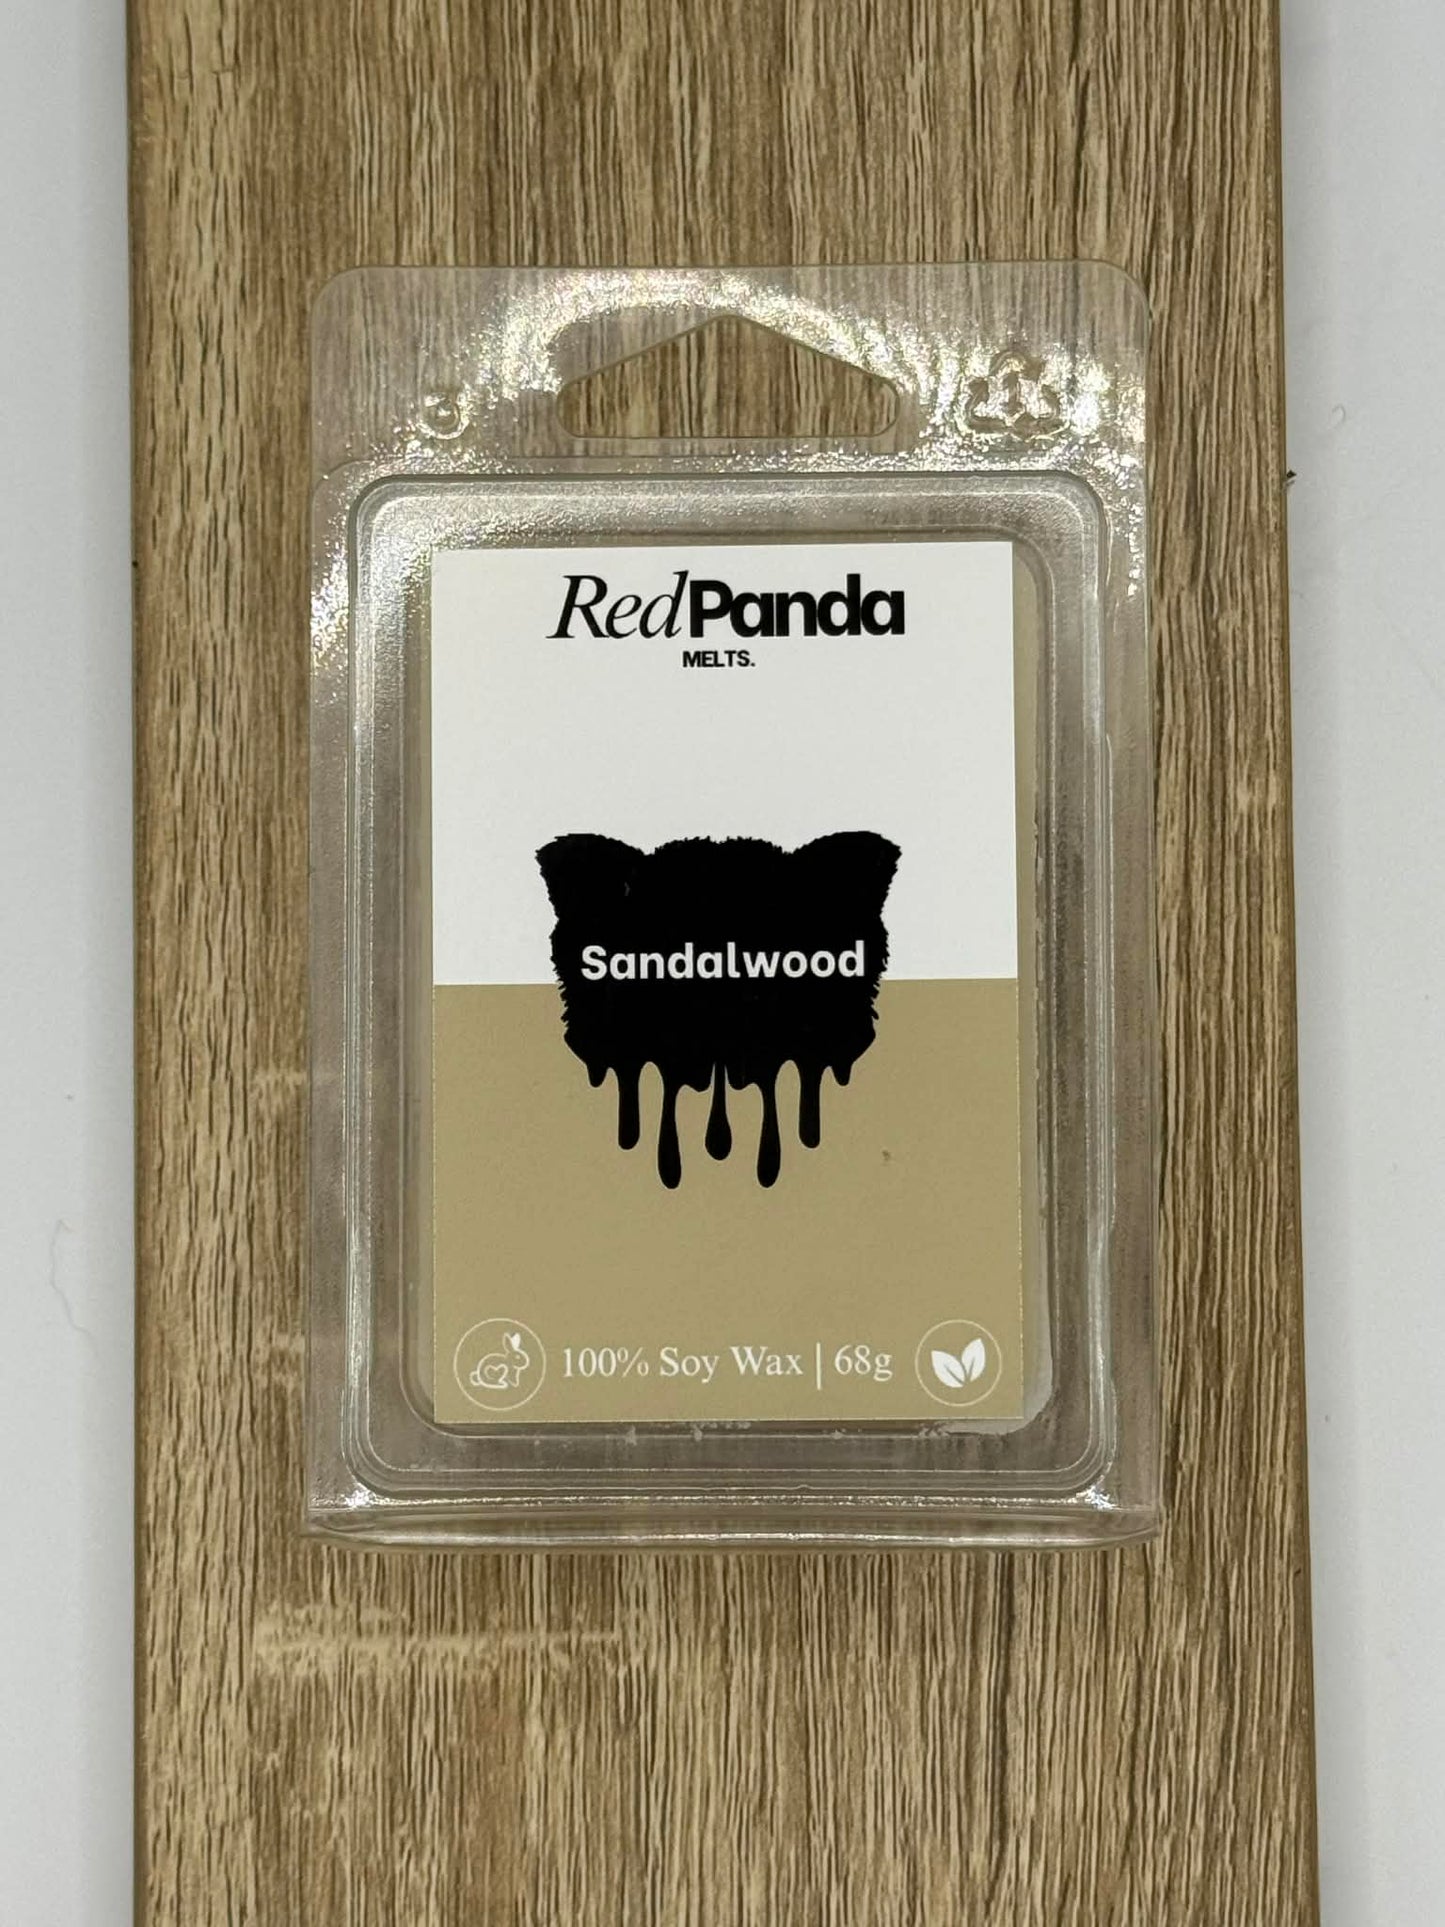 RedPanda
MELTS.
Sandalwood
100% Soy Wax | 68g